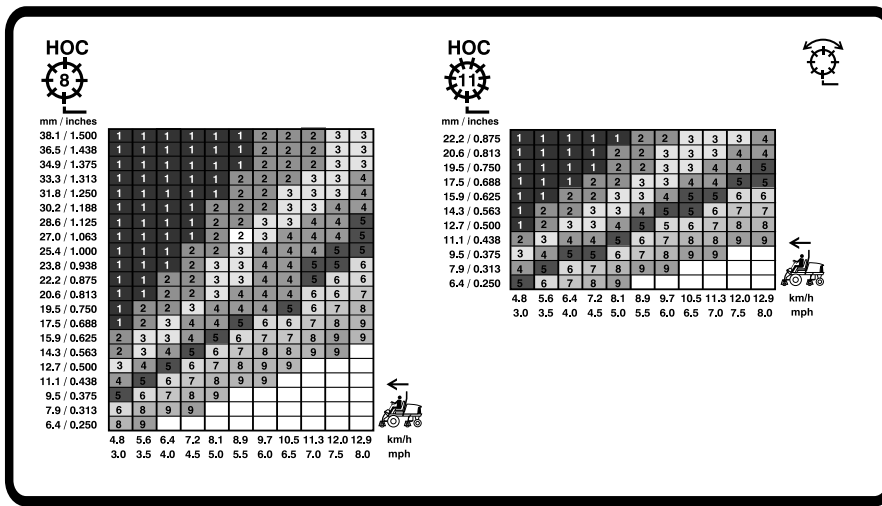 HOC
8
mm / inches
38.1 / 1.500 1 1 1 1 1 1 2 2 2 3 3
36.5 / 1.438 1 1 1 1 1 1 2 2 2 3 3
34.9 / 1.375 1 1 1 1 1 1 2 2 2 3 3
33.3 / 1.313 1 1 1 1 1 2 2 2 3 3 4
31.8 / 1.250 1 1 1 1 1 2 2 3 3 3 4
30.2 / 1.188 1 1 1 1 2 2 2 3 3 4 4
28.6 / 1.125 1 1 1 1 2 2 3 3 4 4 5
27.0 / 1.063 1 1 1 1 2 2 3 4 4 4 5
25.4 / 1.000 1 1 1 2 2 3 3 4 4 5 5
23.8 / 0.938 1 1 1 2 3 3 4 4 5 5 6
22.2 / 0.875 1 1 2 2 3 3 4 4 5 6 6
20.6 / 0.813 1 1 2 2 3 4 4 4 6 6 7
19.5 / 0.750 1 2 2 3 4 4 4 5 6 7 8
17.5 / 0.688 1 2 3 4 4 5 6 6 7 8 9
15.9 / 0.625 2 3 3 4 5 6 7 7 8 9 9
14.3 / 0.563 2 3 4 5 6 7 8 8 9 9
12.7 / 0.500 3 4 5 6 7 8 8 9
11.1 / 0.438 4 5 6 7 8 9 9
9.5 / 0.375 5 6 7 8 9
7.9 / 0.313 6 8 9 9
6.4 / 0.250 8 9
4.8 5.6 6.4 7.2 8.1 8.9 9.7 10.5 11.3 12.0 12.9 km/h
3.0 3.5 4.0 4.5 5.0 5.5 6.0 6.5 7.0 7.5 8.0 mph
HOC
11
mm / inches
22.2 / 0.875 1 1 1 1 1 2 2 3 3 3 4
20.6 / 0.813 1 1 1 1 2 2 3 3 3 4 4
19.5 / 0.750 1 1 1 1 2 2 3 3 4 4 5
17.5 / 0.688 1 1 1 2 2 3 3 4 4 5 5
15.9 / 0.625 1 1 2 2 3 3 4 5 5 6 6
14.3 / 0.563 1 2 2 3 3 4 5 5 6 7 7
12.7 / 0.500 1 2 3 3 4 5 5 6 7 8 8
11.1 / 0.438 2 3 4 4 5 6 7 8 8 9 9
9.5 / 0.375 3 4 5 5 6 7 8 9 9
7.9 / 0.313 4 5 6 7 8 9 9
6.4 / 0.250 5 6 7 8 9
4.8 5.6 6.4 7.2 8.1 8.9 9.7 10.5 11.3 12.0 12.9 km/h
3.0 3.5 4.0 4.5 5.0 5.5 6.0 6.5 7.0 7.5 8.0 mph